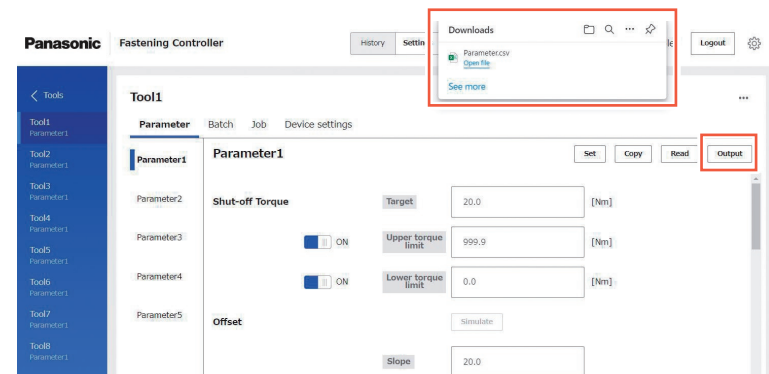 Panasonic
Fastening Controller
History
Downloads
Parameter.csv
Open file
See more
Logout
Tools
Tool1
Parameter1
Tool2
Parameter1
Tool3
Parameter1
Tool4
Parameter1
Tool5
Parameter1
Tool6
Parameter1
Tool7
Parameter1
Tool8
Parameter1
Tool1
Parameter Batch Job Device settings
Parameter1
Parameter2
Parameter3
Parameter4
Parameter5
Parameter1
Set Copy Read Output
Shut-off Torque Target 20.0 [Nm]
ON Upper torque
limit 999.9 [Nm]
ON Lower torque
limit 0.0 [Nm]
Offset Simulate
Slope 20.0